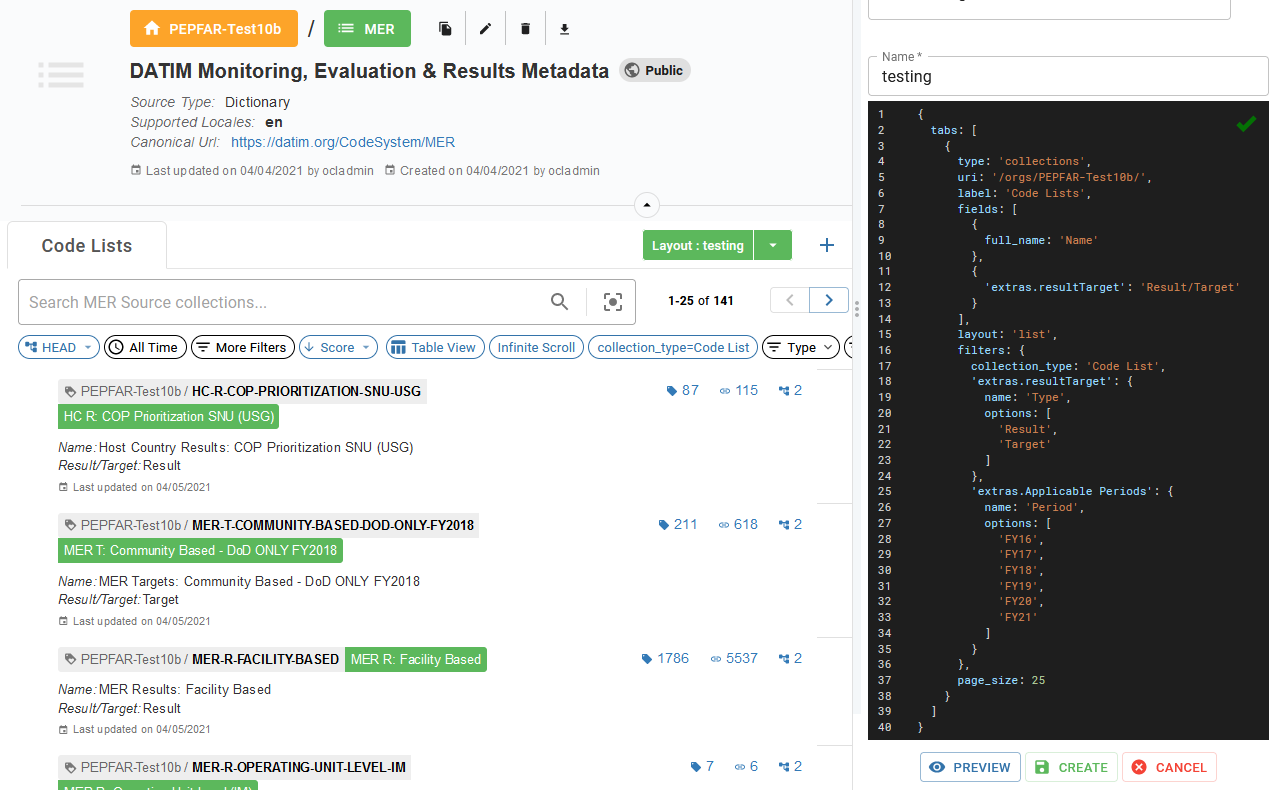 PEPFAR-Test10b / MER
DATIM Monitoring, Evaluation & Results Metadata Public
Source Type: Dictionary
Supported Locales: en
Canonical Url: https://datim.org/CodeSystem/MER
Last updated on 04/04/2021 by ocladmin Created on 04/04/2021 by ocladmin
Code Lists
Layout : testing
Search MER Source collections...
1-25 of 141
HEAD All Time More Filters Score Table View Infinite Scroll collection_type=Code List Type
PEPFAR-Test10b / HC-R-COP-PRIORITIZATION-SNU-USG 87 115 2
HC R: COP Prioritization SNU (USG)
Name: Host Country Results: COP Prioritization SNU (USG)
Result/Target: Result
Last updated on 04/05/2021
PEPFAR-Test10b / MER-T-COMMUNITY-BASED-DOD-ONLY-FY2018 211 618 2
MER T: Community Based - DoD ONLY FY2018
Name: MER Targets: Community Based - DoD ONLY FY2018
Result/Target: Target
Last updated on 04/05/2021
PEPFAR-Test10b / MER-R-FACILITY-BASED MER R: Facility Based 1786 5537 2
Name: MER Results: Facility Based
Result/Target: Result
Last updated on 04/05/2021
PEPFAR-Test10b / MER-R-OPERATING-UNIT-LEVEL-IM 7 6 2
MER R: Operating Unit Level (IM)
Name *
testing
1 {
2 tabs: [
3 {
4 type: 'collections',
5 uri: '/orgs/PEPFAR-Test10b/',
6 label: 'Code Lists',
7 fields: [
8 {
9 full_name: 'Name'
10 },
11 {
12 'extras.resultTarget': 'Result/Target'
13 }
14 ],
15 layout: 'list',
16 filters: {
17 collection_type: 'Code List',
18 'extras.resultTarget': {
19 name: 'Type',
20 options: [
21 'Result',
22 'Target'
23 ]
24 },
25 'extras.Applicable Periods': {
26 name: 'Period',
27 options: [
28 'FY16',
29 'FY17',
30 'FY18',
31 'FY19',
32 'FY20',
33 'FY21'
34 ]
35 }
36 },
37 page_size: 25
38 }
39 ]
40 }
PREVIEW CREATE CANCEL